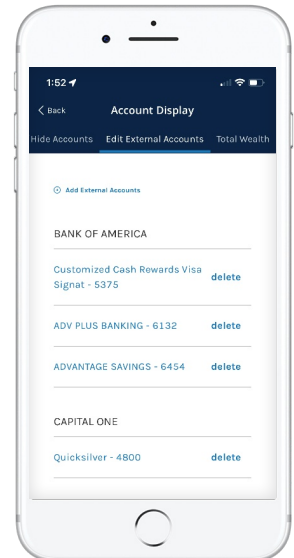 1:52
Back Account Display
Hide Accounts Edit External Accounts Total Wealth
Add External Accounts
BANK OF AMERICA
Customized Cash Rewards Visa
Signat - 5375 delete
ADV PLUS BANKING - 6132 delete
ADVANTAGE SAVINGS - 6454 delete
CAPITAL ONE
Quicksilver - 4800 delete